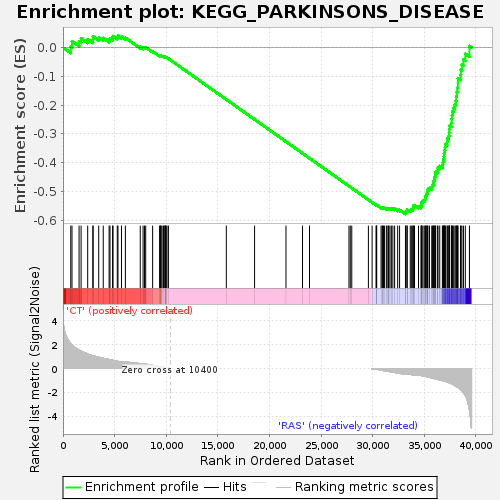 Enrichment plot: KEGG_PARKINSONS_DISEASE
Enrichment score (ES)
0.0
-0.1
-0.2
-0.3
-0.4
-0.5
-0.6
Ranked list metric (Signal2Noise)
'CT' (positively correlated)
4
2
0
-2
-4
Zero cross at 10400
'RAS' (negatively correlated)
0 5,000 10,000 15,000 20,000 25,000 30,000 35,000 40,000
Rank in Ordered Dataset
Enrichment profile Hits Ranking metric scores